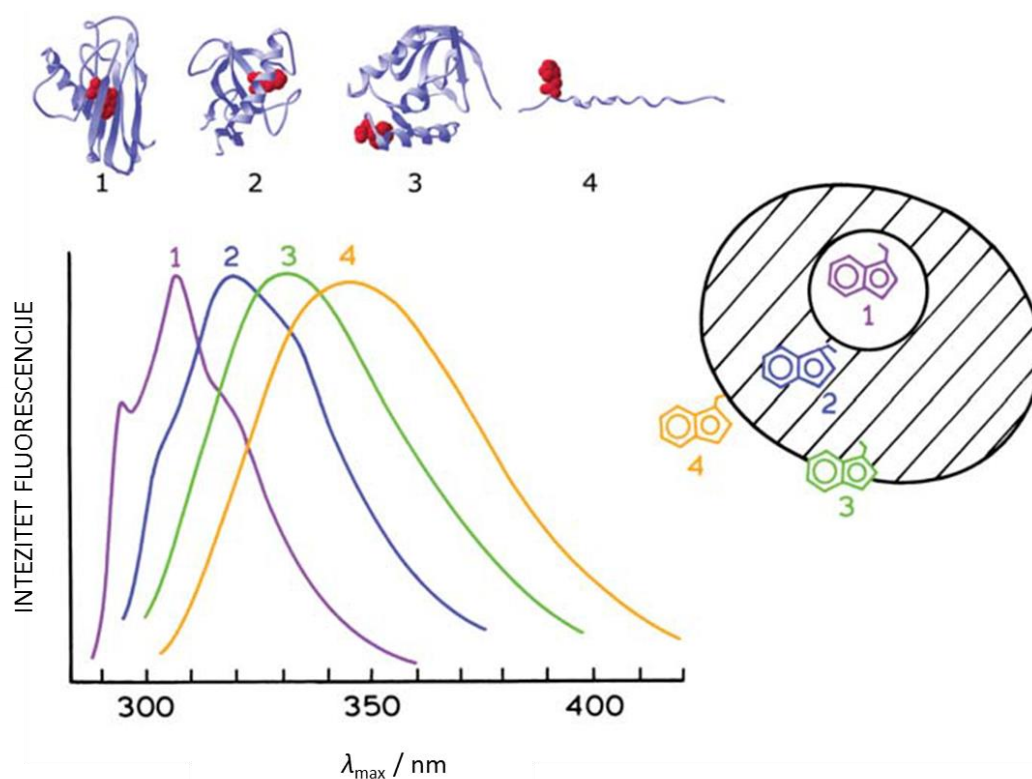 1 2 3 4
1 2 3 4
INTEZITET FLUORESCENCIJE
300 350 400
λmax / nm
1
2
4
3